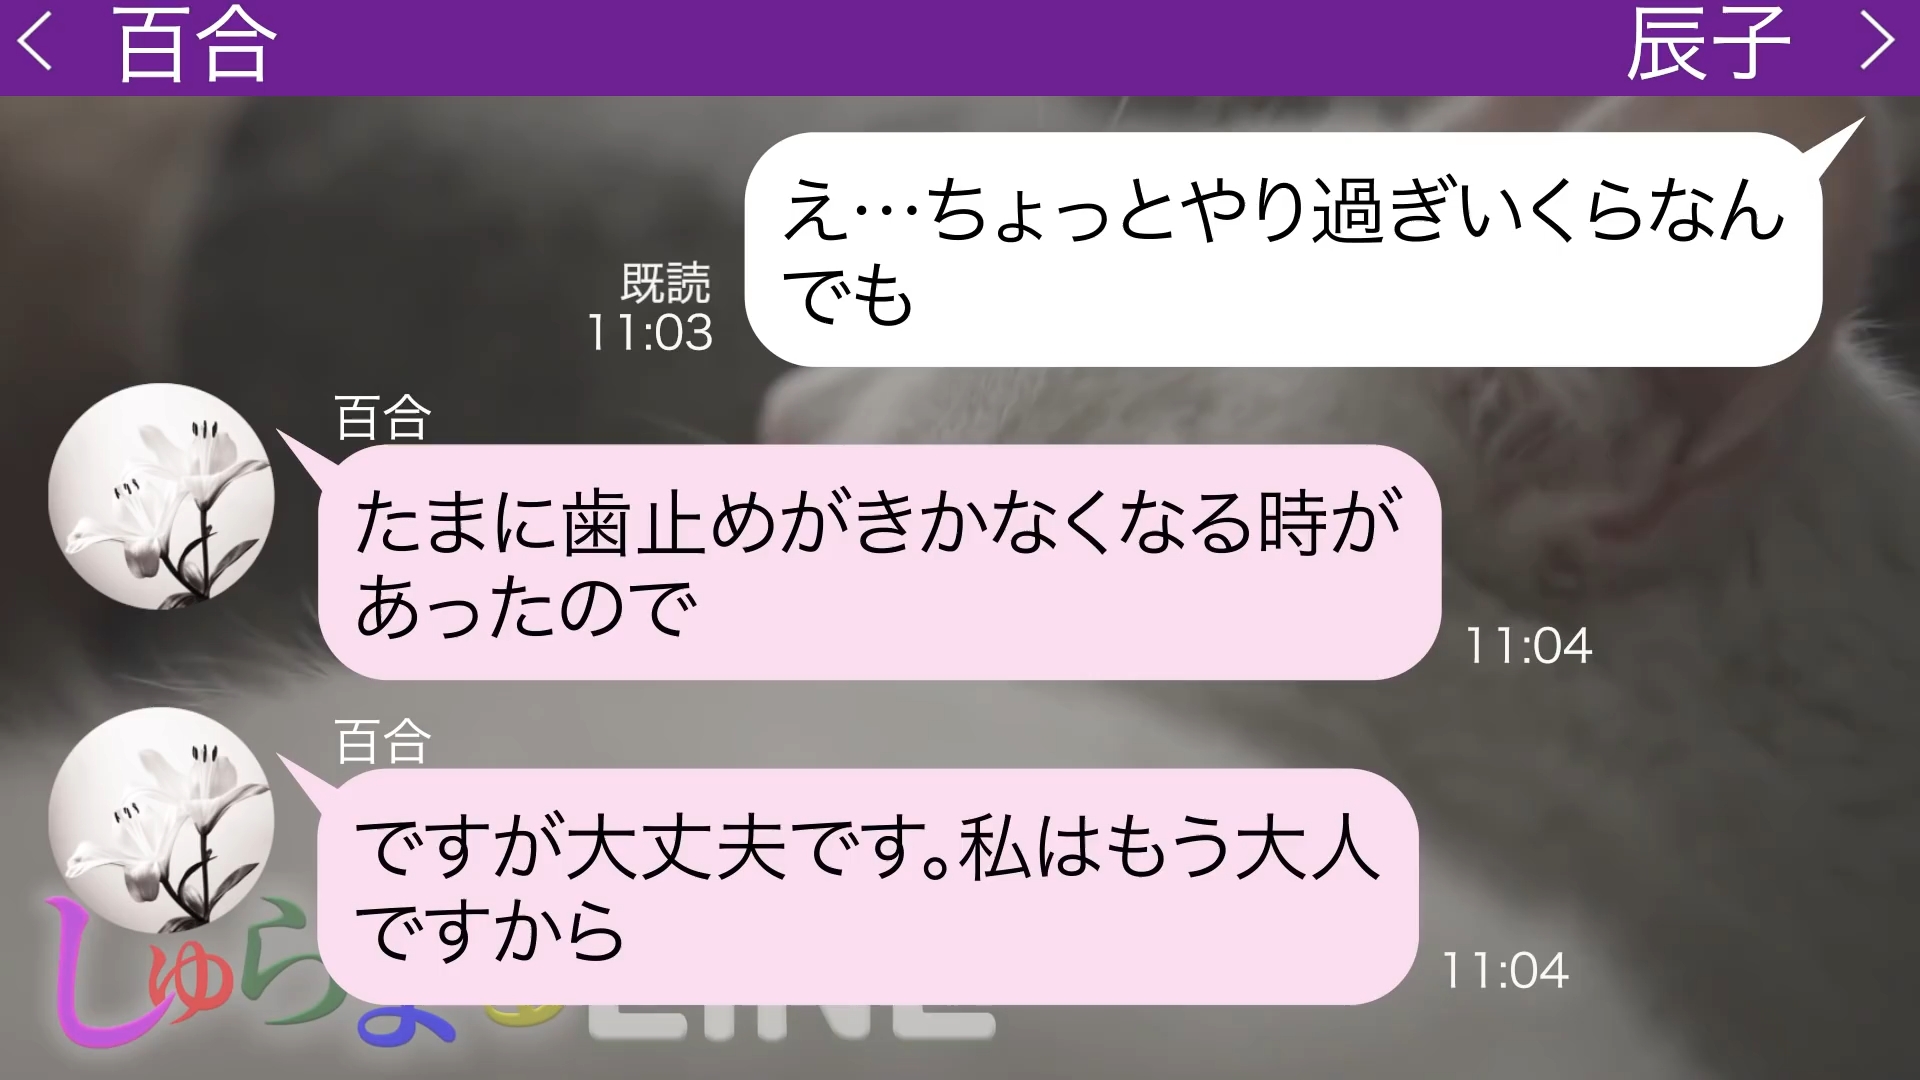 百合 辰子
え…ちょっとやり過ぎいくらなん
でも
既読
11:03
百合
たまに歯止めがきかなくなる時が
あったので
11:04
百合
ですが大丈夫です。私はもう大人
ですから
11:04
しゅら